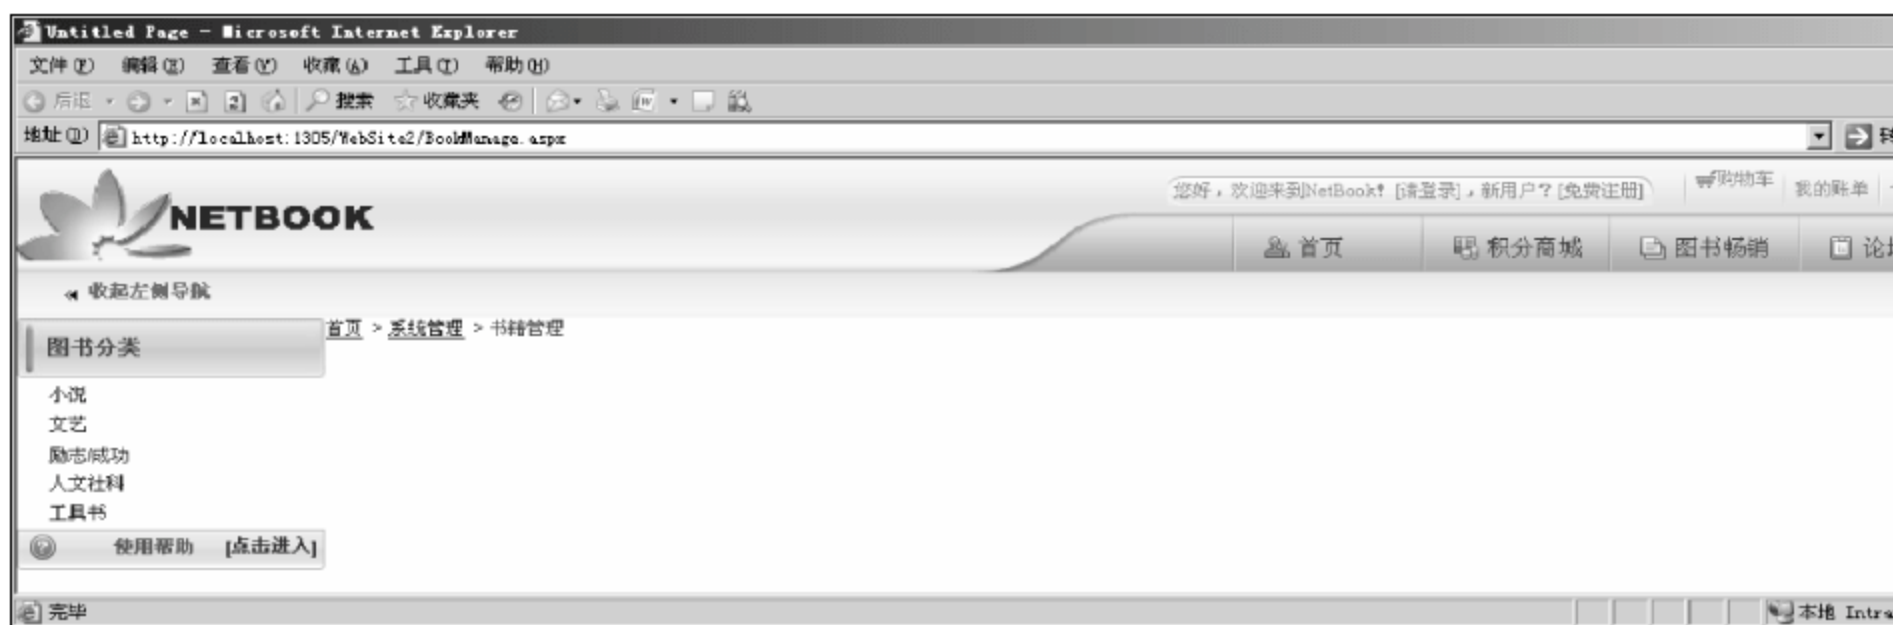 Untitled Page - Microsoft Internet Explorer
文件(F) 编辑(E) 查看(V) 收藏(A) 工具(T) 帮助(H)
后退 搜索 收藏夹
地址(D) http://localhost:1305/WebSite2/BookManage.aspx
NETBOOK
您好，欢迎来到NetBook! [请登录]，新用户？[免费注册] 购物车 我的账单
首页 积分商城 图书畅销
收起左侧导航
首页 > 系统管理 > 书籍管理
图书分类
小说
文艺
励志/成功
人文社科
工具书
使用帮助 [点击进入]
完毕 本地